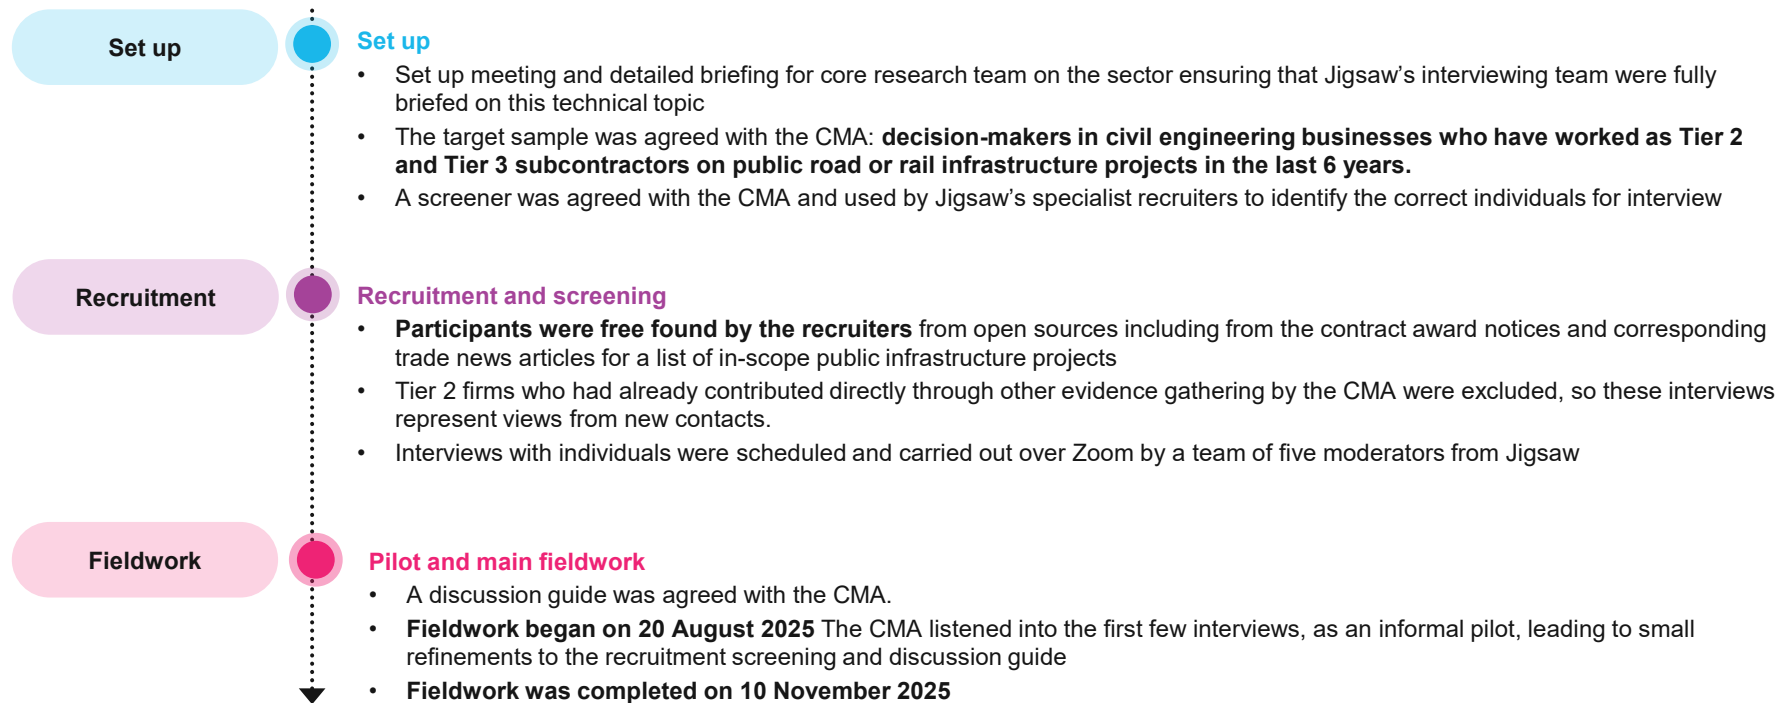 Set up
Set up
• Set up meeting and detailed briefing for core research team on the sector ensuring that Jigsaw’s interviewing team were fully
briefed on this technical topic
• The target sample was agreed with the CMA: decision-makers in civil engineering businesses who have worked as Tier 2
and Tier 3 subcontractors on public road or rail infrastructure projects in the last 6 years.
• A screener was agreed with the CMA and used by Jigsaw’s specialist recruiters to identify the correct individuals for interview
Recruitment
Recruitment and screening
• Participants were free found by the recruiters from open sources including from the contract award notices and corresponding
trade news articles for a list of in-scope public infrastructure projects
• Tier 2 firms who had already contributed directly through other evidence gathering by the CMA were excluded, so these interviews
represent views from new contacts.
• Interviews with individuals were scheduled and carried out over Zoom by a team of five moderators from Jigsaw
Fieldwork
Pilot and main fieldwork
• A discussion guide was agreed with the CMA.
• Fieldwork began on 20 August 2025 The CMA listened into the first few interviews, as an informal pilot, leading to small
refinements to the recruitment screening and discussion guide
• Fieldwork was completed on 10 November 2025